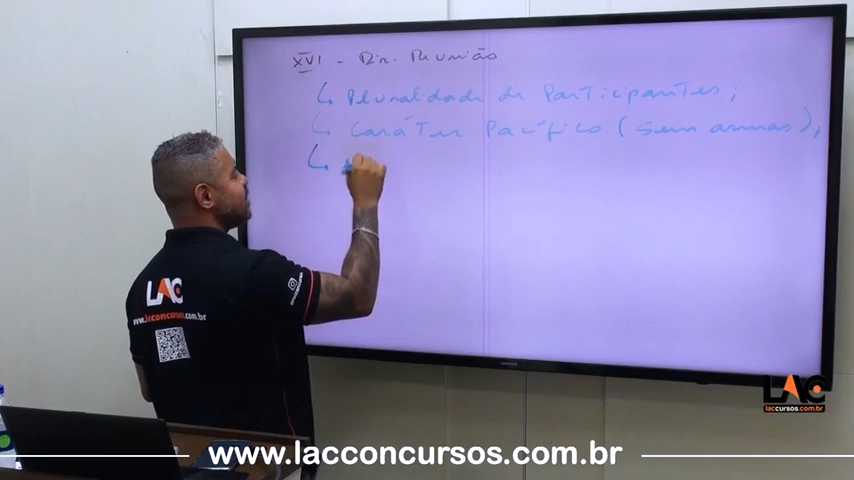 XVI - Dir. Reunião
↳ Pluralidade de Participantes;
↳ Caráter Pacífico (sem armas);
↳
LAC
www.lacconcursos.com.br
LAC
laccursos.com.br
www.lacconcursos.com.br